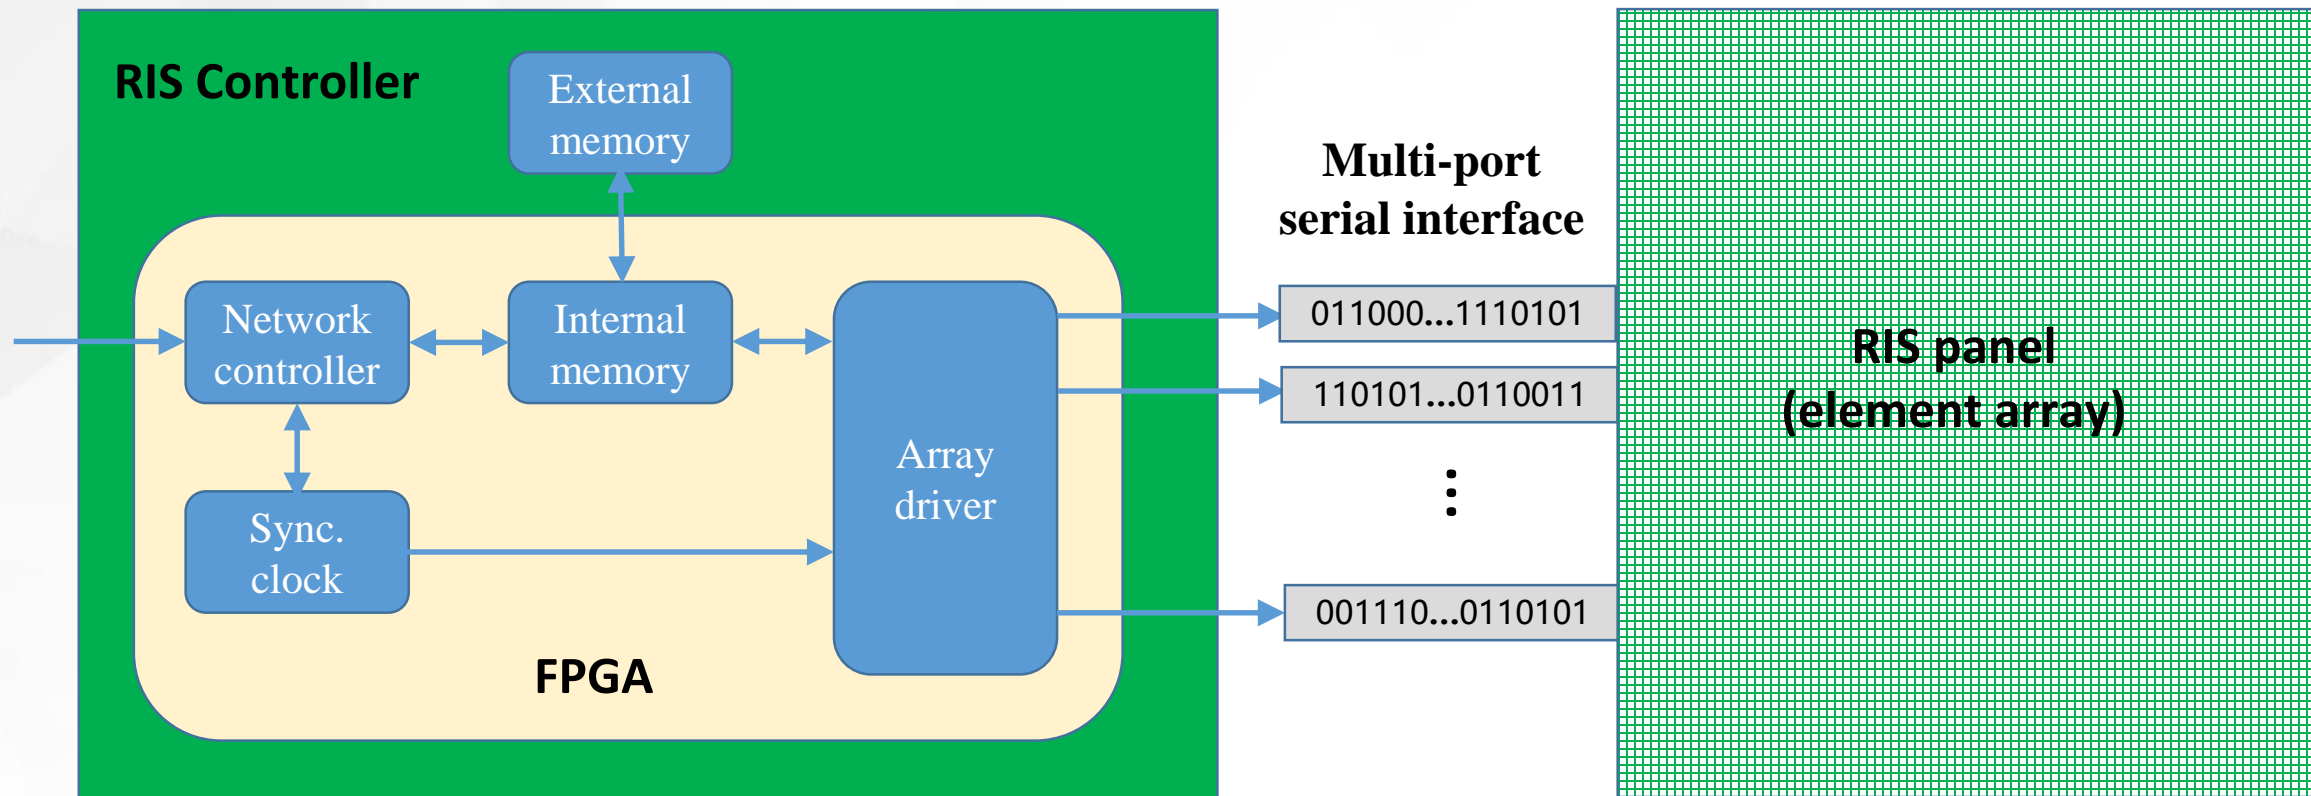 RIS Controller
External
memory
Network
controller
Internal
memory
Sync.
clock
Array
driver
FPGA
Multi-port
serial interface
011000...1110101
110101...0110011
⋮
001110...0110101
RIS panel
(element array)